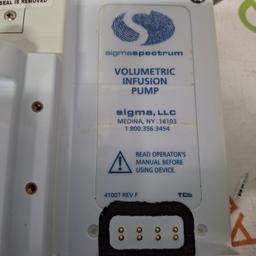 SEAL IS REMOVED
sigmaspectrum
VOLUMETRIC
INFUSION
PUMP
sigma, LLC
MEDINA, NY .14103
1.800.356.3454
READ OPERATOR'S
MANUAL BEFORE
USING DEVICE.
41007 REV F